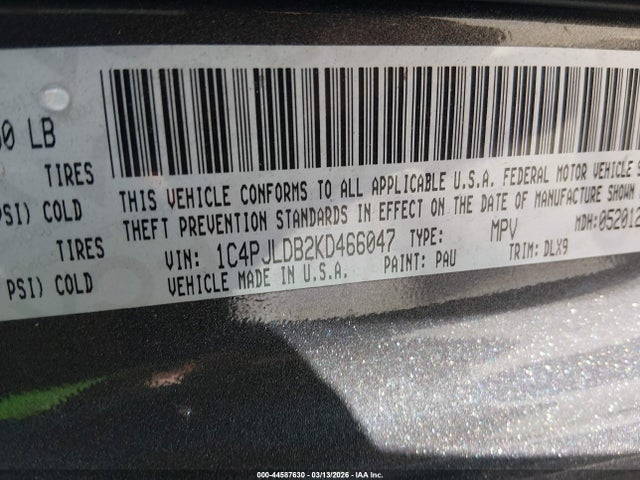 60 LB
TIRES
PSI) COLD
TIRES
PSI) COLD
THIS VEHICLE CONFORMS TO ALL APPLICABLE U.S.A. FEDERAL MOTOR VEHICLE
THEFT PREVENTION STANDARDS IN EFFECT ON THE DATE OF MANUFACTURE SHOWN
VIN: 1C4PJLDB2KD466047 TYPE: MPV MDH: 052012
VEHICLE MADE IN U.S.A. PAINT: PAU TRIM: DLX9
000-44587630 - 03/13/2026 - IAA Inc.